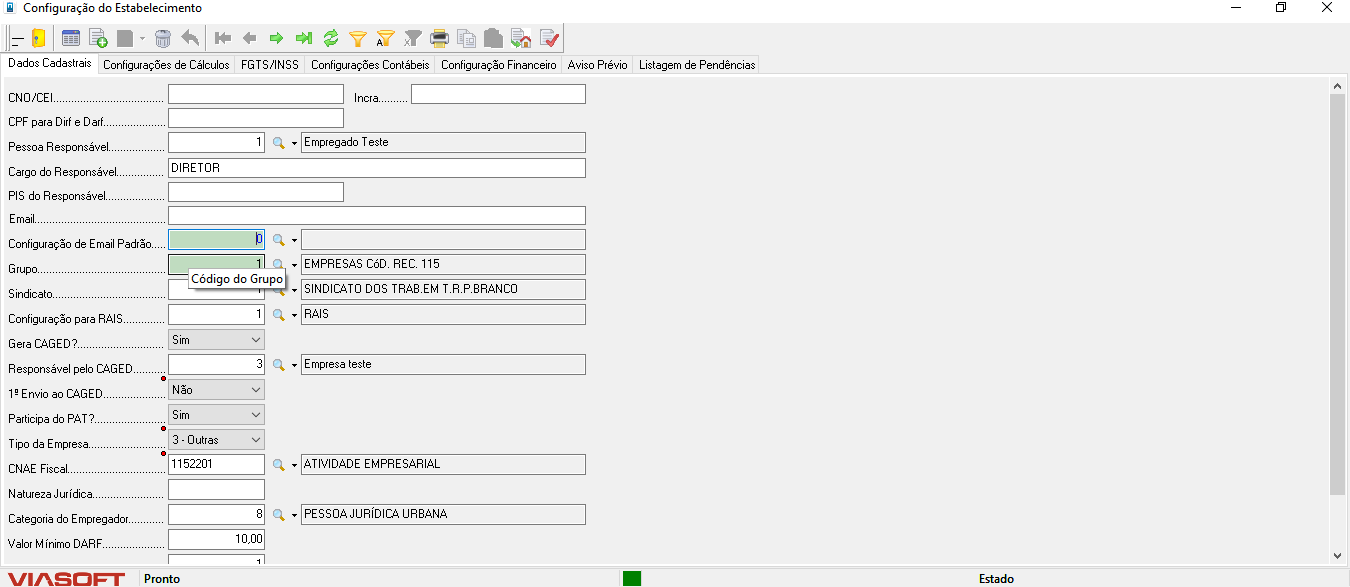 Configuração do Estabelecimento
Dados Cadastrais Configurações de Cálculos FGTS/INSS Configurações Contábeis Configuração Financeiro Aviso Prévio Listagem de Pendências
CNO/CEI.................................... Incra..........
CPF para Dirf e Darf.....................
Pessoa Responsável................... 1 Empregado Teste
Cargo do Responsável................ DIRETOR
PIS do Responsável....................
Email...........................................
Configuração de Email Padrão..... 0
Grupo.......................................... 1 EMPRESAS CóD. REC. 115
Código do Grupo
Sindicato..................................... 1 SINDICATO DOS TRAB.EM T.R.P.BRANCO
Configuração para RAIS.............. 1 RAIS
Gera CAGED?............................. Sim
Responsável pelo CAGED........... 3 Empresa teste
1º Envio ao CAGED..................... Não
Participa do PAT?........................ Sim
Tipo da Empresa.......................... 3 - Outras
CNAE Fiscal................................ 1152201 ATIVIDADE EMPRESARIAL
Natureza Jurídica........................
Categoria do Empregador............ 8 PESSOA JURÍDICA URBANA
Valor Mínimo DARF..................... 10,00
1
VIASOFT Pronto Estado